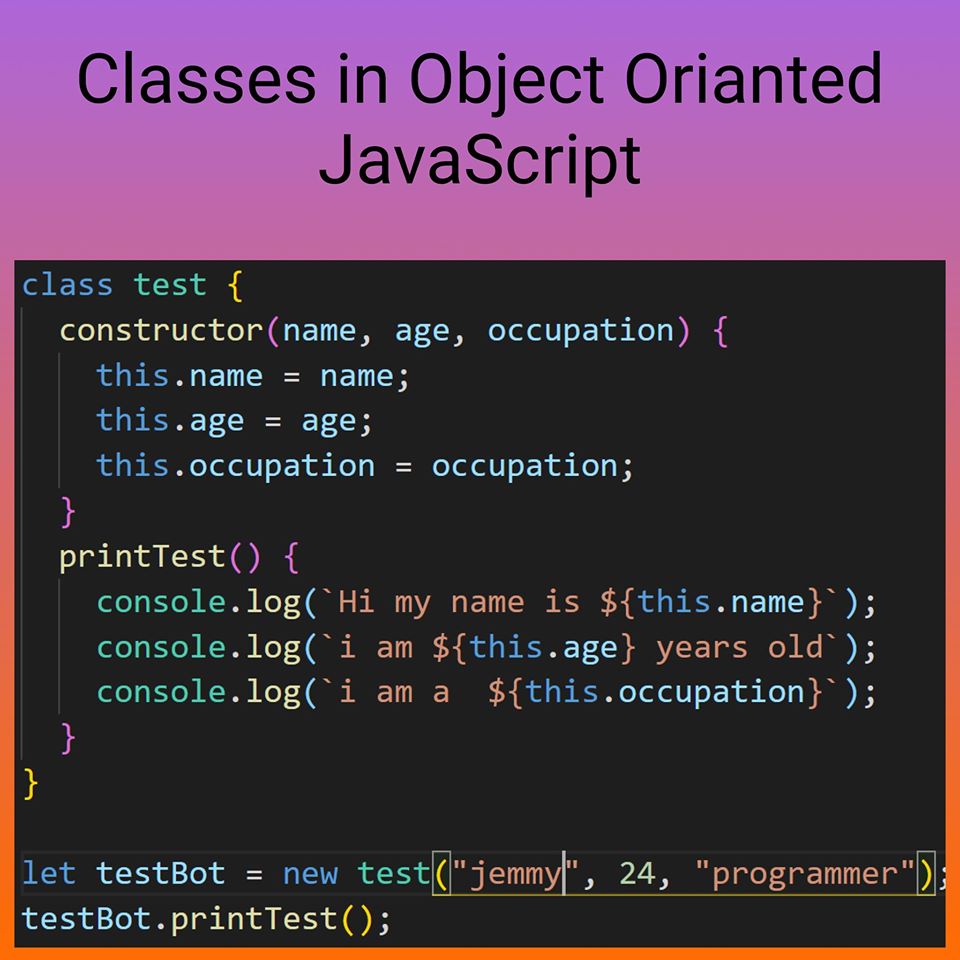 Classes in Object Orianted
JavaScript
class test {
  constructor(name, age, occupation) {
    this.name = name;
    this.age = age;
    this.occupation = occupation;
  }
  printTest() {
    console.log(`Hi my name is ${this.name}`);
    console.log(`i am ${this.age} years old`);
    console.log(`i am a  ${this.occupation}`);
  }
}
let testBot = new test("jemmy", 24, "programmer");
testBot.printTest();